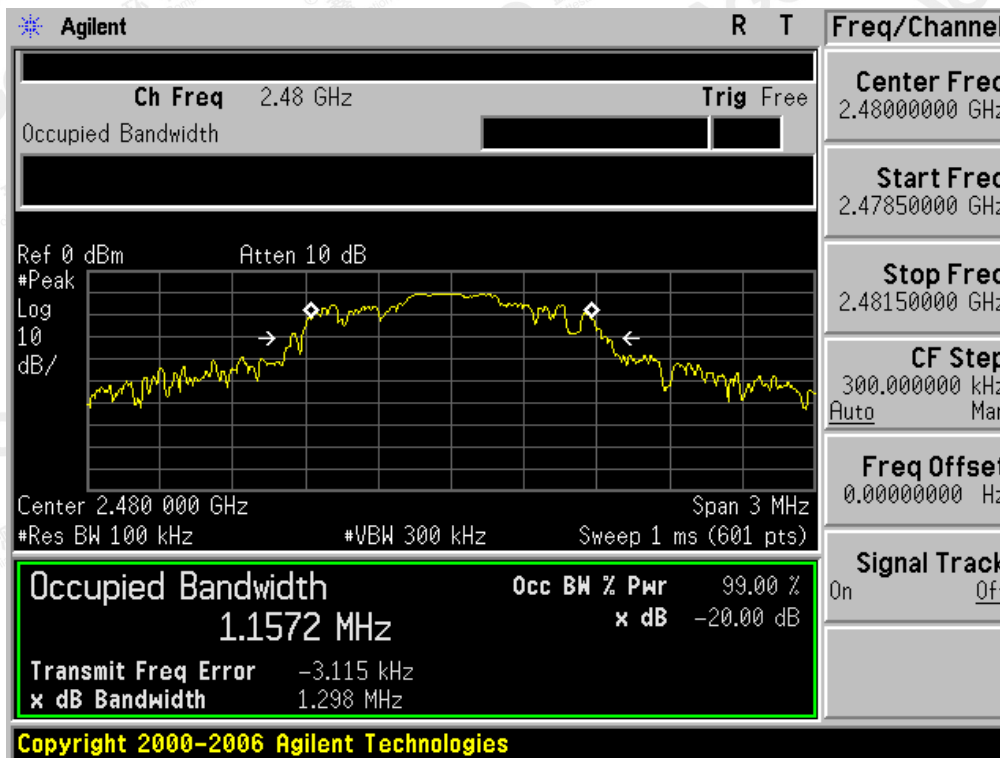 Agilent R T Freq/Channel
Ch Freq 2.48 GHz Trig Free
Occupied Bandwidth
Center Freq
2.48000000 GHz
Start Freq
2.47850000 GHz
Stop Freq
2.48150000 GHz
CF Step
300.000000 kHz
Auto Man
Freq Offset
0.00000000 Hz
Signal Track
On Off
Ref 0 dBm Atten 10 dB
#Peak
Log
10
dB/
Center 2.480 000 GHz Span 3 MHz
#Res BW 100 kHz #VBW 300 kHz Sweep 1 ms (601 pts)
Occupied Bandwidth
1.1572 MHz
Occ BW % Pwr 99.00 %
x dB -20.00 dB
Transmit Freq Error -3.115 kHz
x dB Bandwidth 1.298 MHz
Copyright 2000-2006 Agilent Technologies